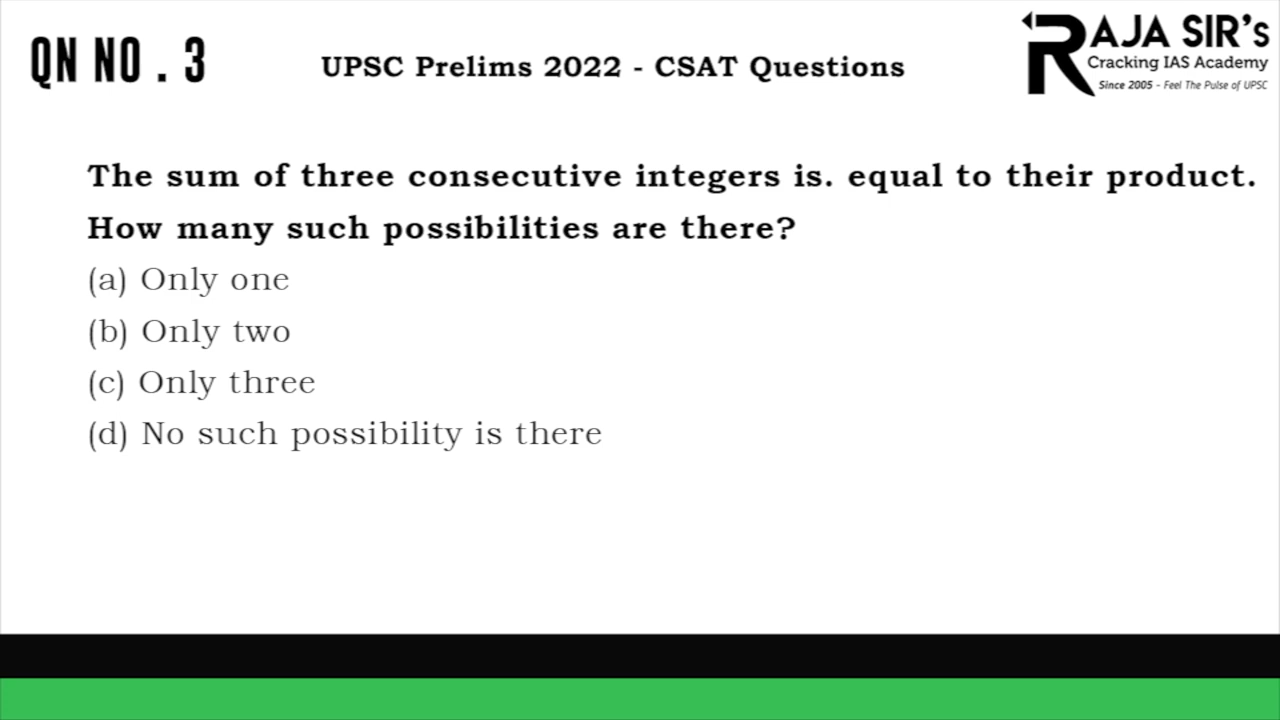 QN NO . 3
UPSC Prelims 2022 - CSAT Questions
RAJA SIR's
Cracking IAS Academy
Since 2005 - Feel The Pulse of UPSC
The sum of three consecutive integers is. equal to their product.
How many such possibilities are there?
(a) Only one
(b) Only two
(c) Only three
(d) No such possibility is there